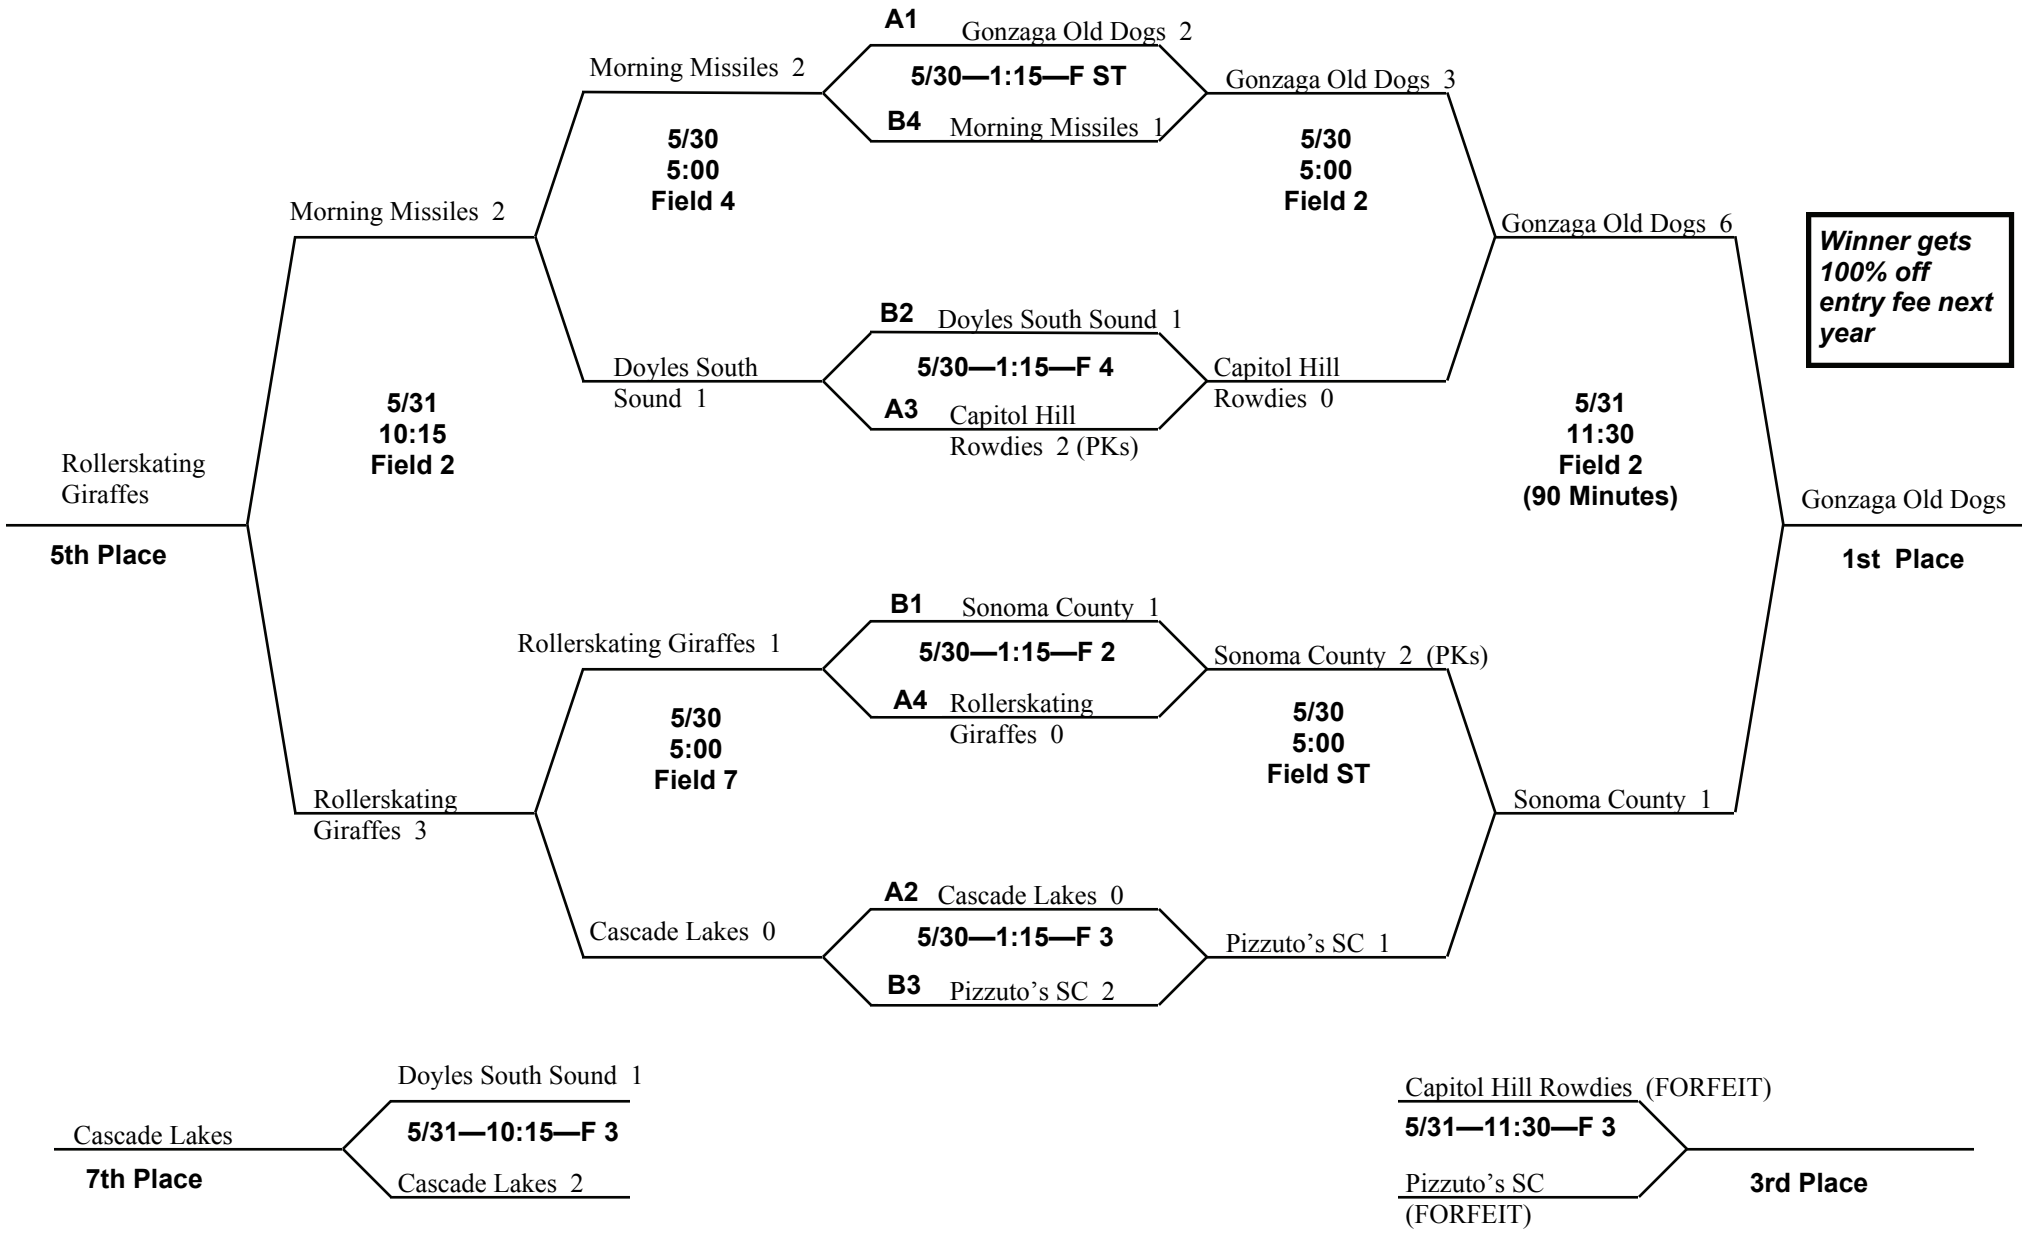 A1
Gonzaga Old Dogs 2
Morning Missiles 2
5/30—1:15—F ST
Gonzaga Old Dogs 3
B4
Morning Missiles 1
5/30
5:00
Field 4
5/30
5:00
Field 2
Morning Missiles 2
Gonzaga Old Dogs 6
Winner gets
100% off
entry fee next
year
B2
Doyles South Sound 1
Doyles South
Sound 1
5/30—1:15—F 4
Capitol Hill
Rowdies 0
A3
Capitol Hill
Rowdies 2 (PKs)
5/31
10:15
Field 2
5/31
11:30
Field 2
(90 Minutes)
Rollerskating
Giraffes
5th Place
Gonzaga Old Dogs
1st Place
B1
Sonoma County 1
Rollerskating Giraffes 1
5/30—1:15—F 2
Sonoma County 2 (PKs)
A4
Rollerskating
Giraffes 0
5/30
5:00
Field 7
5/30
5:00
Field ST
Rollerskating
Giraffes 3
Sonoma County 1
A2
Cascade Lakes 0
Cascade Lakes 0
5/30—1:15—F 3
Pizzuto’s SC 1
B3
Pizzuto’s SC 2
Doyles South Sound 1
5/31—10:15—F 3
Cascade Lakes
7th Place
Cascade Lakes 2
Capitol Hill Rowdies (FORFEIT)
5/31—11:30—F 3
Pizzuto’s SC
(FORFEIT)
3rd Place